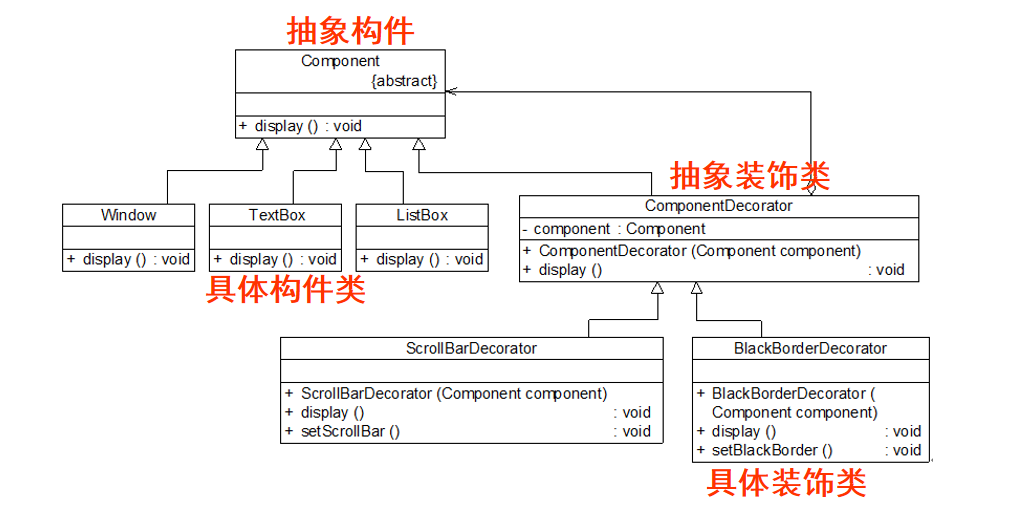 抽象构件
Component
{abstract}
+ display () : void
抽象装饰类
Window
+ display () : void
TextBox
+ display () : void
ListBox
+ display () : void
具体构件类
ComponentDecorator
- component : Component
+ ComponentDecorator (Component component)
+ display () : void
ScrollBarDecorator
+ ScrollBarDecorator (Component component)
+ display () : void
+ setScrollBar () : void
BlackBorderDecorator
+ BlackBorderDecorator (
Component component)
+ display () : void
+ setBlackBorder () : void
具体装饰类